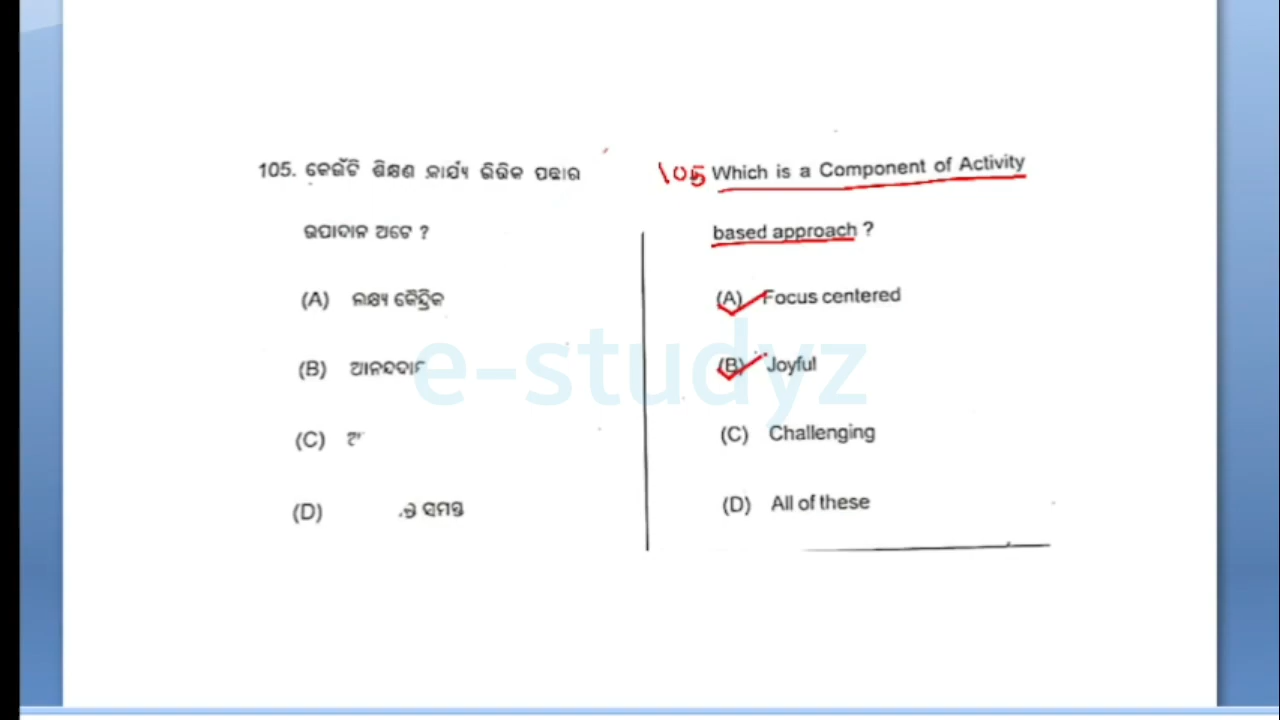 105. କେଉଁଟି ଶିକ୍ଷଣ କାର୍ଯ୍ୟ ଭିତ୍ତିକ ପନ୍ଥାର
ଉପାଦାନ ଅଟେ ?
(A) ଲକ୍ଷ୍ୟ କୈନ୍ଦ୍ରିକ
(B)
(C)
(D) ସମସ୍ତ
105 Which is a Component of Activity
based approach ?
(A) Focus centered
(B) Joyful
(C) Challenging
(D) All of these
e-studyz